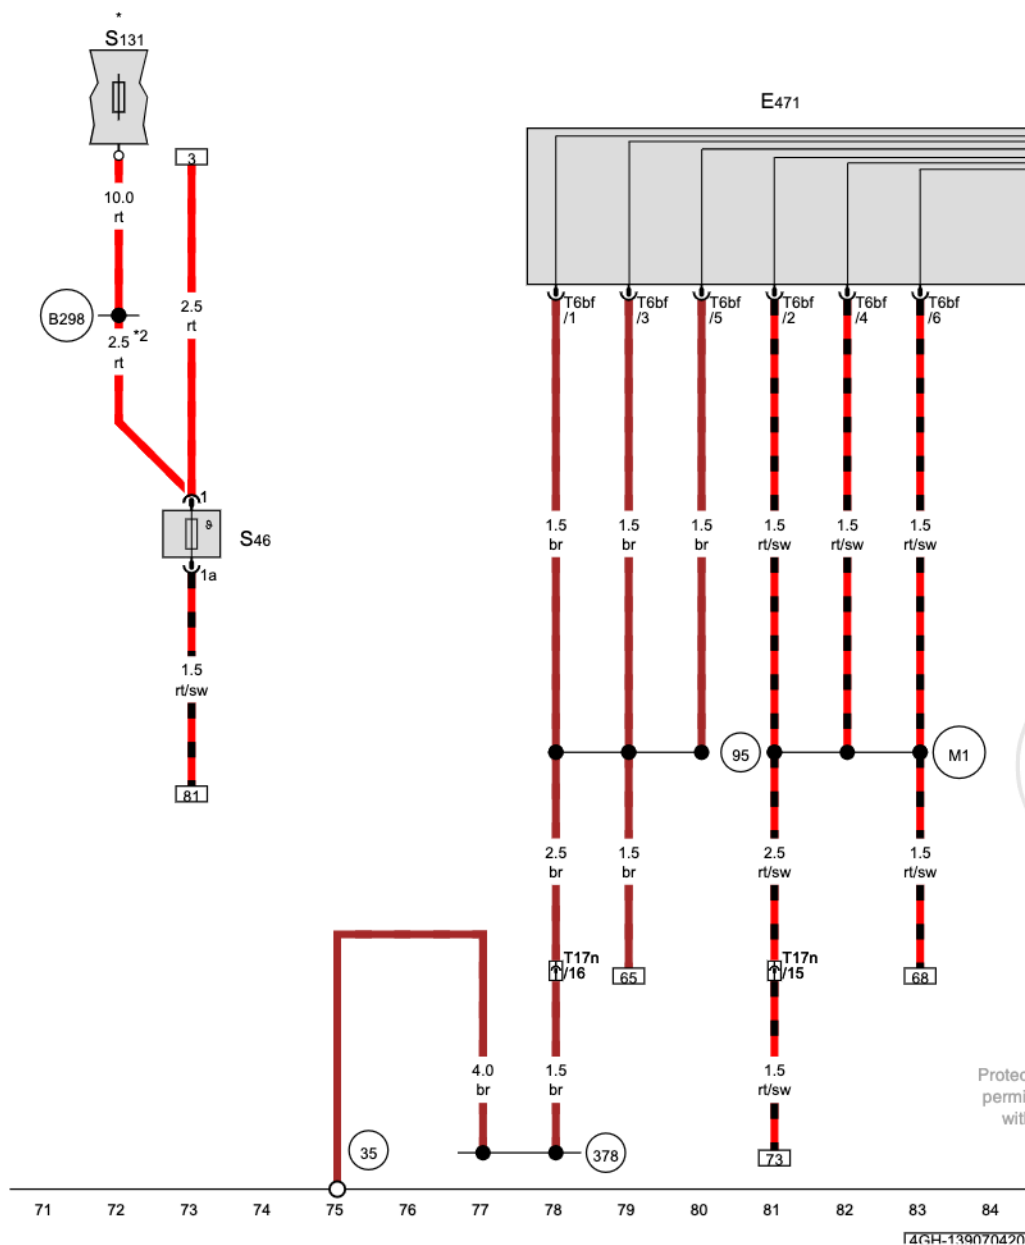 *
S131
E471
3
10.0
rt
2.5
rt
B298
2.5 *2
rt
T6bf
/1
T6bf
/3
T6bf
/5
T6bf
/2
T6bf
/4
T6bf
/6
1
S46
1a
1.5
br
1.5
br
1.5
br
1.5
rt/sw
1.5
rt/sw
1.5
rt/sw
1.5
rt/sw
81
95
M1
2.5
br
1.5
br
2.5
rt/sw
1.5
rt/sw
T17n
/16
65
T17n
/15
68
4.0
br
1.5
br
1.5
rt/sw
Protec
permi
with
35
378
73
71 72 73 74 75 76 77 78 79 80 81 82 83 84
4GH-139070420